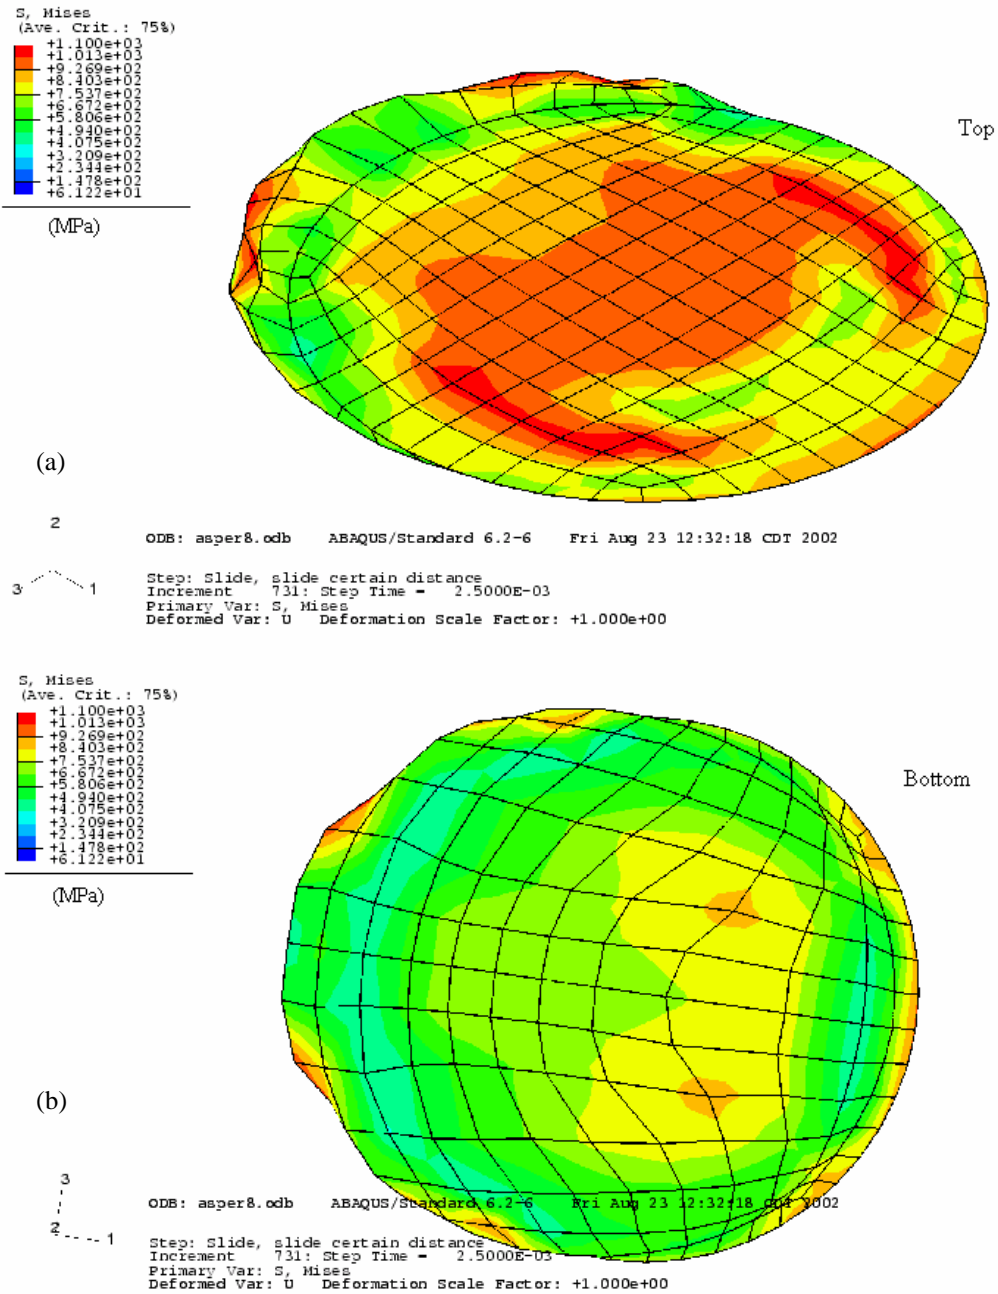 S, Mises
(Ave. Crit.: 75%)
+1.100e+03
+1.013e+03
+9.269e+02
+8.403e+02
+7.537e+02
+6.672e+02
+5.806e+02
+4.940e+02
+4.075e+02
+3.209e+02
+2.344e+02
+1.478e+02
+6.122e+01
(MPa)
Top
(a)
2
3
1
ODB: asper8.odb ABAQUS/Standard 6.2-6 Fri Aug 23 12:32:18 CDT 2002
Step: Slide, slide certain distance
Increment 731: Step Time = 2.5000E-03
Primary Var: S, Mises
Deformed Var: U Deformation Scale Factor: +1.000e+00
S, Mises
(Ave. Crit.: 75%)
+1.100e+03
+1.013e+03
+9.269e+02
+8.403e+02
+7.537e+02
+6.672e+02
+5.806e+02
+4.940e+02
+4.075e+02
+3.209e+02
+2.344e+02
+1.478e+02
+6.122e+01
(MPa)
Bottom
(b)
3
2
1
ODB: asper8.odb ABAQUS/Standard 6.2-6 Fri Aug 23 12:32:18 CDT 2002
Step: Slide, slide certain distance
Increment 731: Step Time = 2.5000E-03
Primary Var: S, Mises
Deformed Var: U Deformation Scale Factor: +1.000e+00